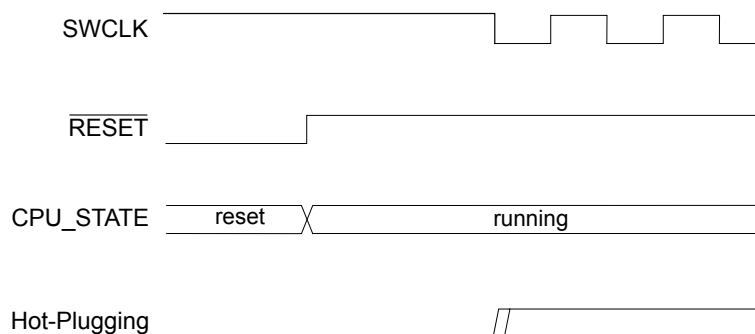 SWCLK
RESET
CPU_STATE reset running
Hot-Plugging